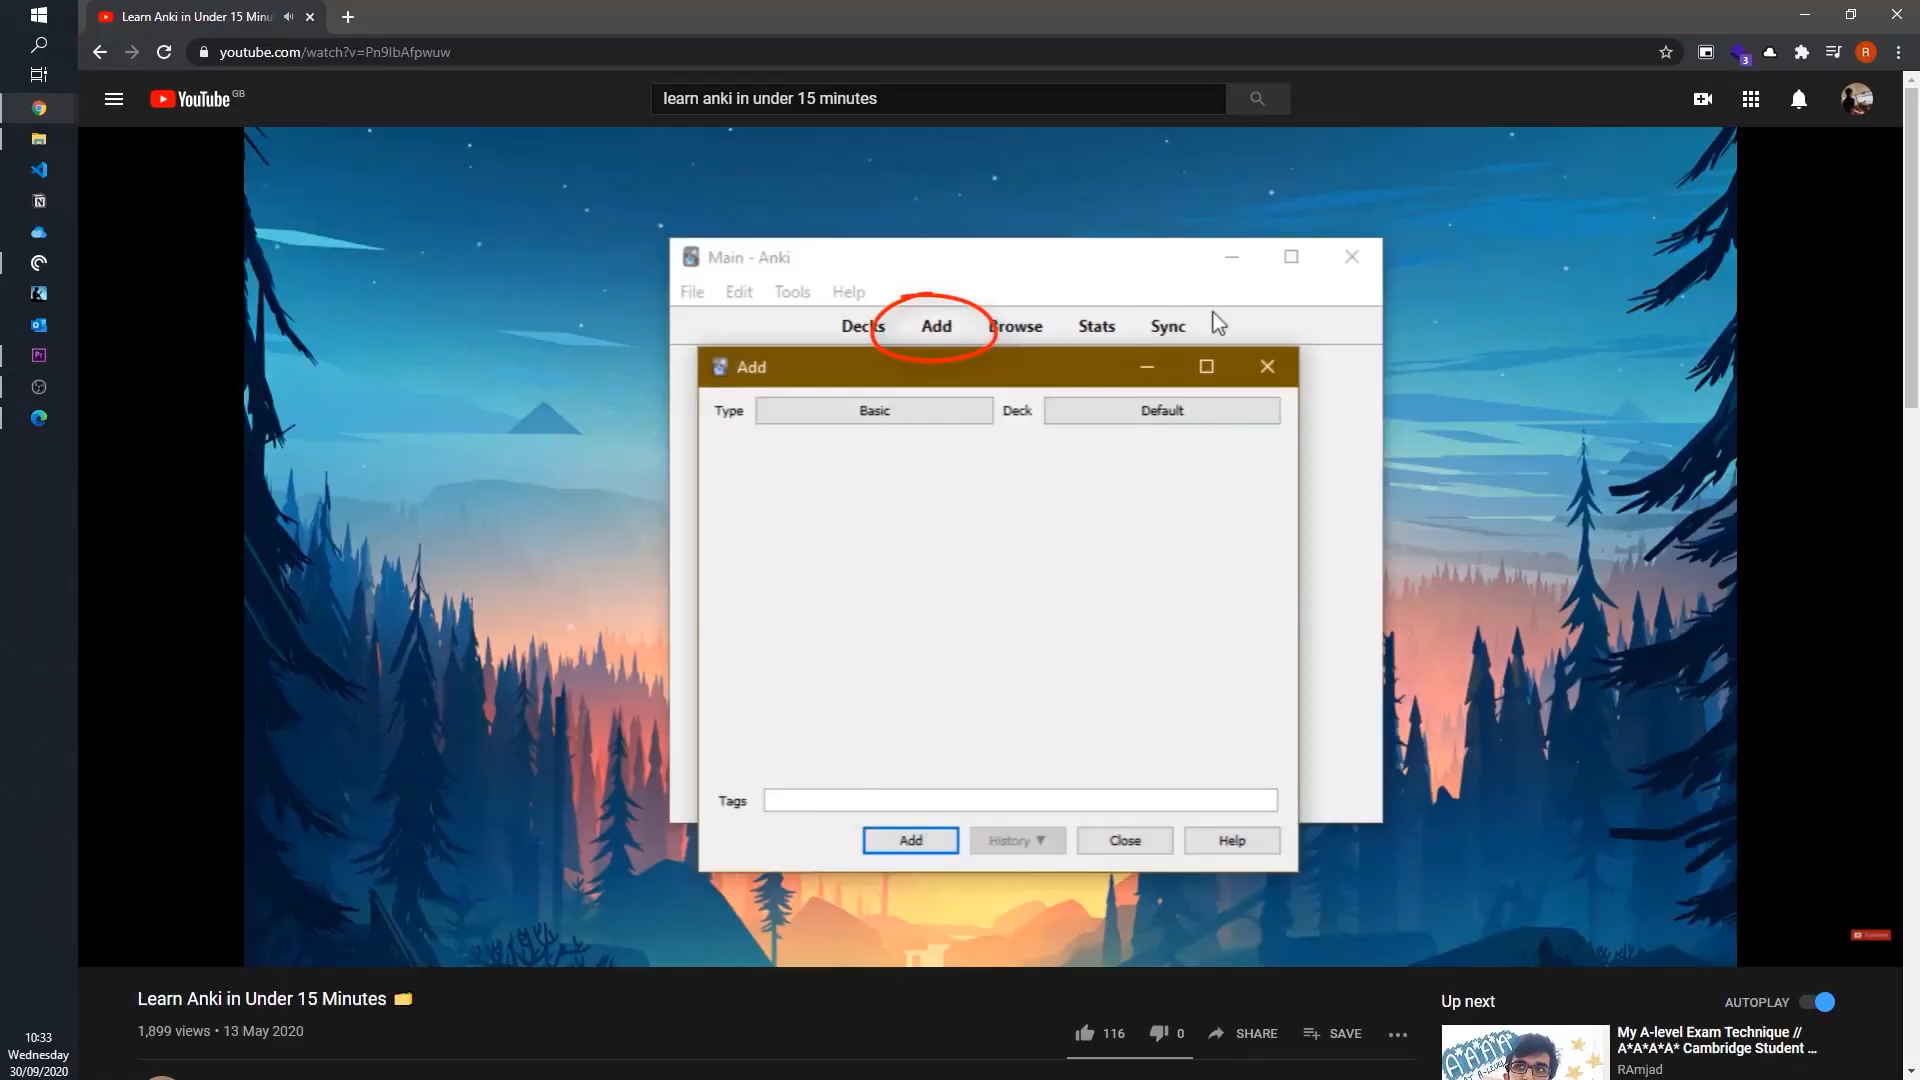 Learn Anki in Under 15 Minu
youtube.com/watch?v=Pn9lbAfpwuw
3
R
YouTube GB
learn anki in under 15 minutes
Main - Anki
File Edit Tools Help
Decks Add Browse Stats Sync
Add
Type Basic Deck Default
Tags
Add History Close Help
Learn Anki in Under 15 Minutes
1,899 views • 13 May 2020
116 0 SHARE SAVE
Up next AUTOPLAY
My A-level Exam Technique //
A*A*A*A* Cambridge Student ...
RAmjad
10:33
Wednesday
30/09/2020